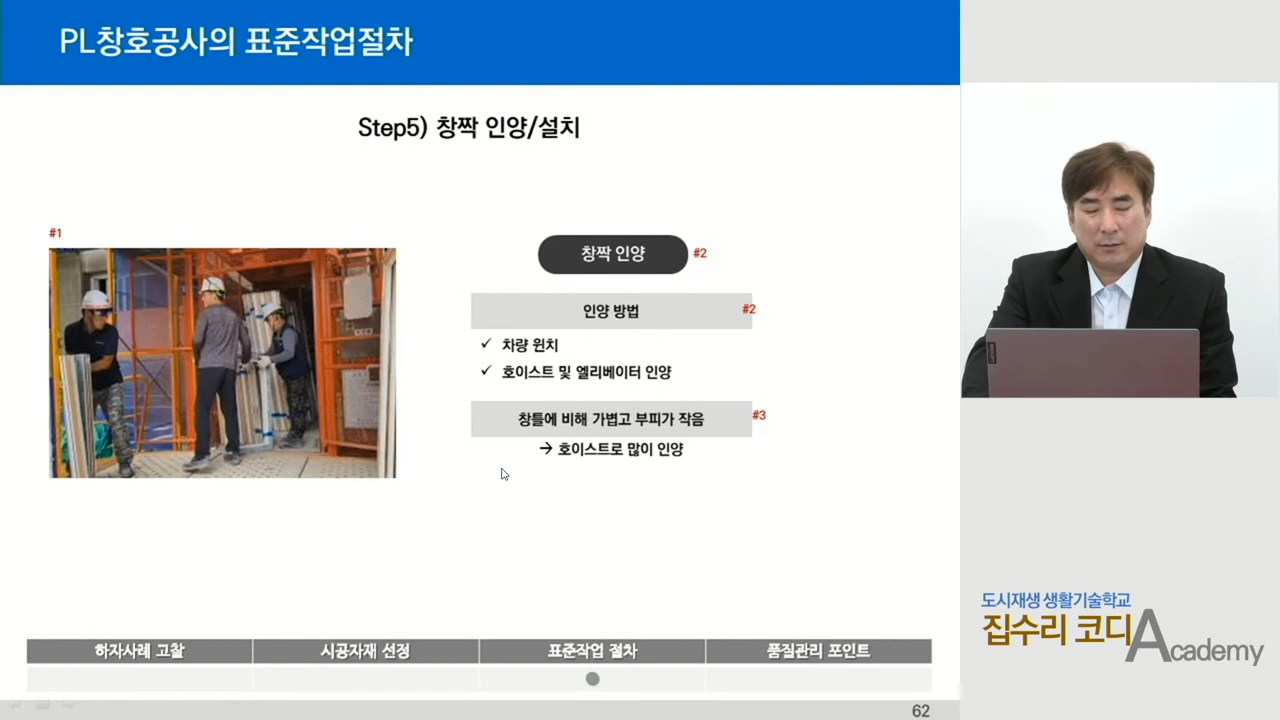 PL창호공사의 표준작업절차
Step5) 창짝 인양/설치
#1
창짝 인양 #2
인양 방법 #2
✓ 차량 윈치
✓ 호이스트 및 엘리베이터 인양
창틀에 비해 가볍고 부피가 작음 #3
→ 호이스트로 많이 인양
Lenovo
도시재생 생활기술학교
집수리 코디Academy
하자사례 고찰 시공자재 선정 표준작업 절차 품질관리 포인트
62